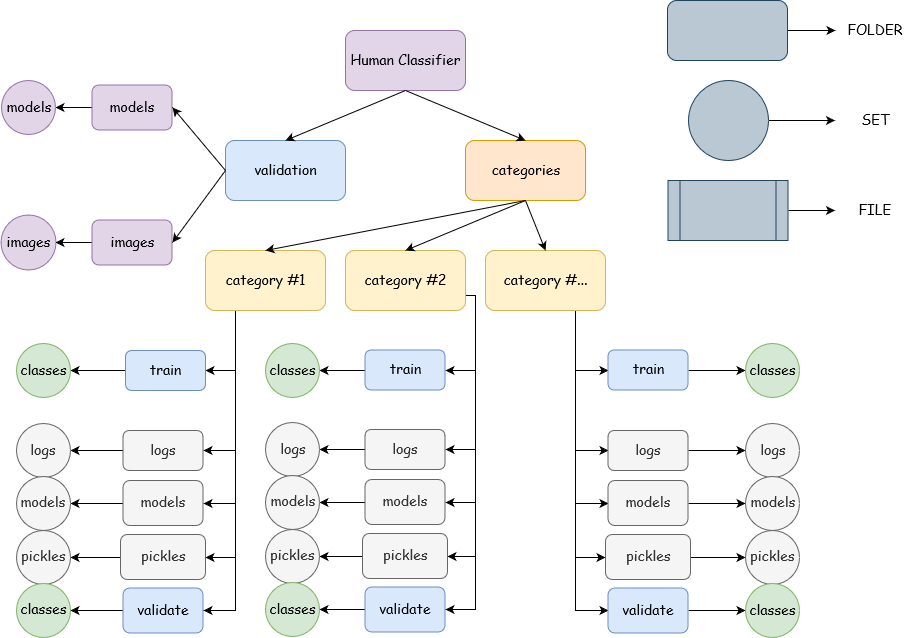 FOLDER
Human Classifier
models
models
SET
validation
categories
FILE
images
images
category #1
category #2
category #...
classes
train
classes
train
train
classes
logs
logs
logs
logs
logs
logs
models
models
models
models
models
models
pickles
pickles
pickles
pickles
pickles
pickles
classes
validate
classes
validate
validate
classes